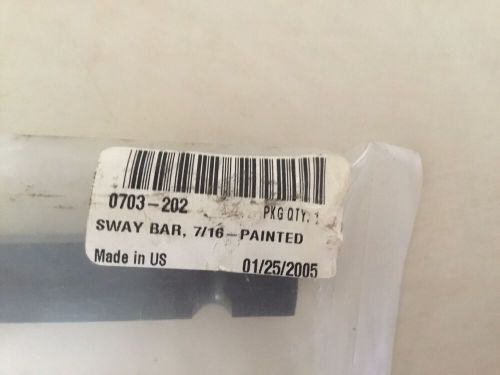 0703-202 PKG QTY. 1
SWAY BAR, 7/16-PAINTED
Made in US 01/25/2005